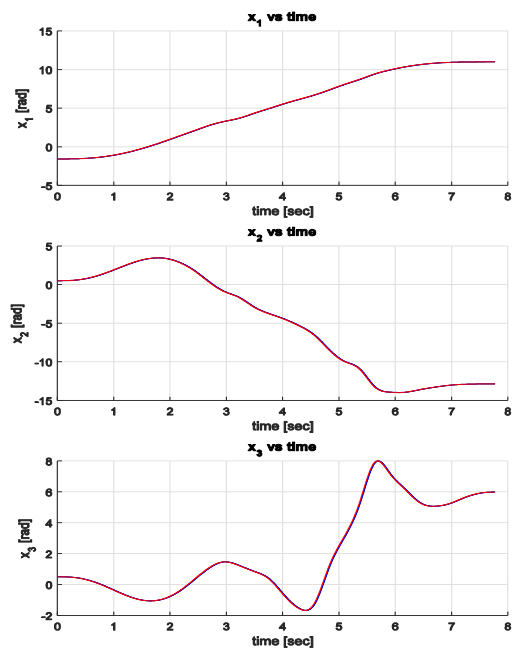 x₁ vs time
15
10
5
0
-5
x₁ [rad]
0 1 2 3 4 5 6 7 8
time [sec]
x₂ vs time
5
0
-5
-10
-15
x₂ [rad]
0 1 2 3 4 5 6 7 8
time [sec]
x₃ vs time
8
6
4
2
0
-2
x₃ [rad]
0 1 2 3 4 5 6 7 8
time [sec]